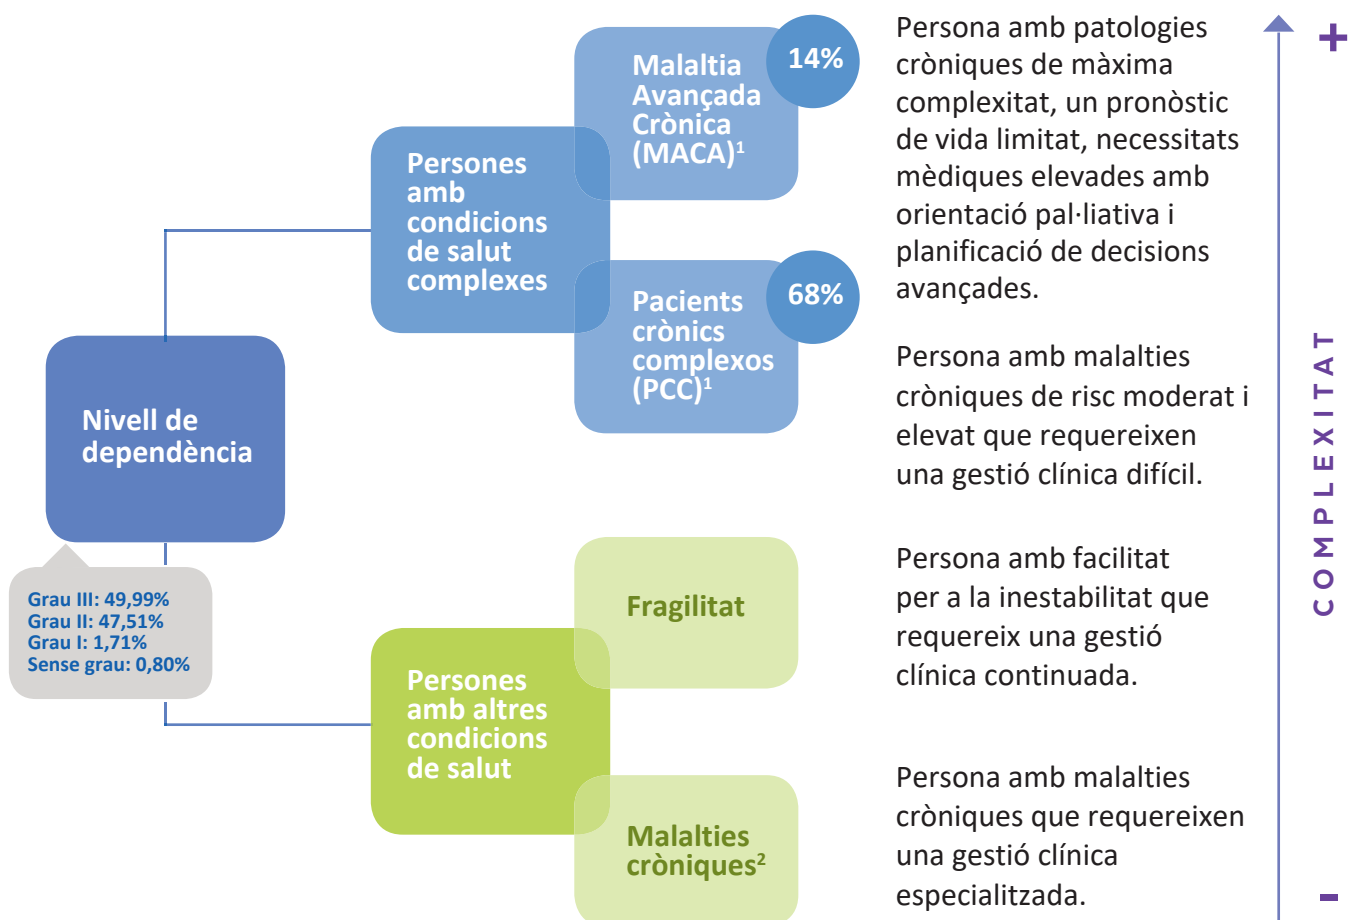 Malaltia
Avançada
Crònica
(MACA)¹
14%
Persona amb patologies
cròniques de màxima
complexitat, un pronòstic
de vida limitat, necessitats
mèdiques elevades amb
orientació pal·liativa i
planificació de decisions
avançades.
+
Persones
amb
condicions
de salut
complexes
Pacients
crònics
complexos
(PCC)¹
68%
Persona amb malalties
cròniques de risc moderat i
elevat que requereixen
una gestió clínica difícil.
COMPLEXITAT
Nivell de
dependència
Grau III: 49,99%
Grau II: 47,51%
Grau I: 1,71%
Sense grau: 0,80%
Fragilitat
Persona amb facilitat
per a la inestabilitat que
requereix una gestió
clínica continuada.
Persones
amb altres
condicions
de salut
Malalties
cròniques²
Persona amb malalties
cròniques que requereixen
una gestió clínica
especialitzada.
-